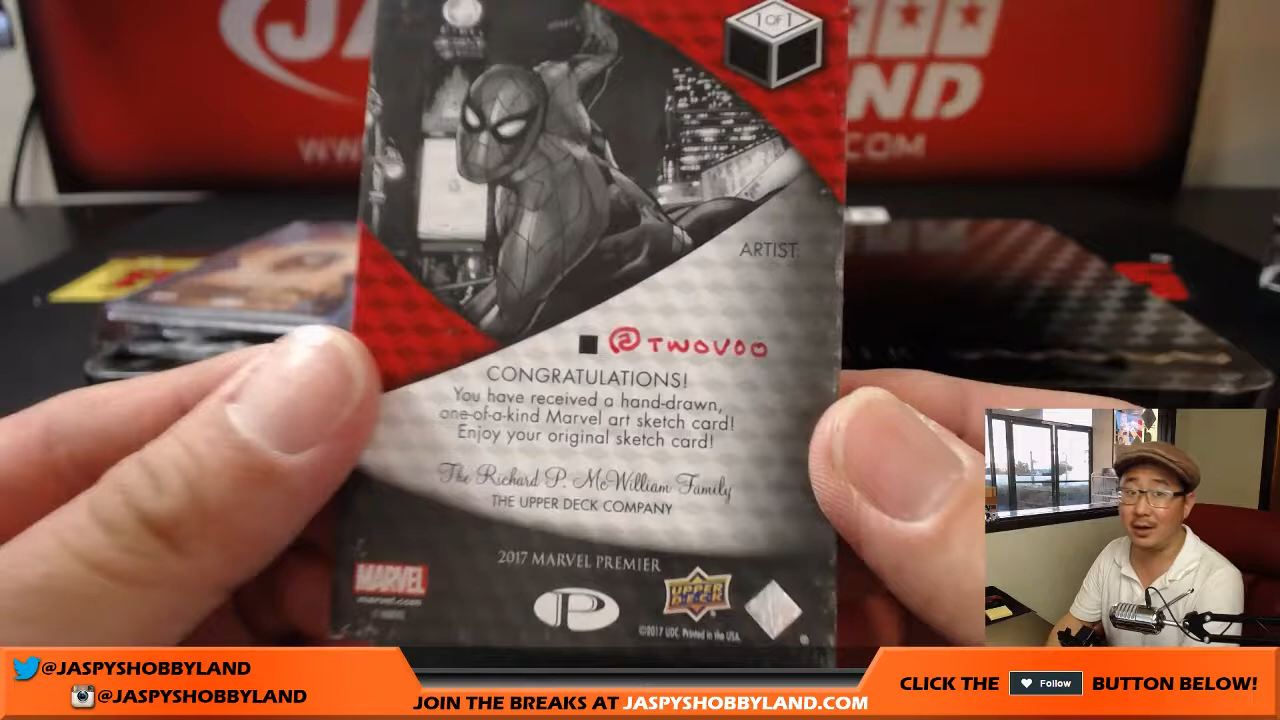 1 OF 1
LAND
WW
.COM
ARTIST:
@TWOVOO
CONGRATULATIONS!
You have received a hand-drawn,
one-of-a-kind Marvel art sketch card!
Enjoy your original sketch card!
The Richard P. McWilliam Family
THE UPPER DECK COMPANY
2017 MARVEL PREMIER
MARVEL
marvel.com
P
UPPER
DECK
©2017 UDC. Printed in the USA.
@JASPYSHOBBYLAND
@JASPYSHOBBYLAND
JOIN THE BREAKS AT JASPYSHOBBYLAND.COM
CLICK THE Follow BUTTON BELOW!